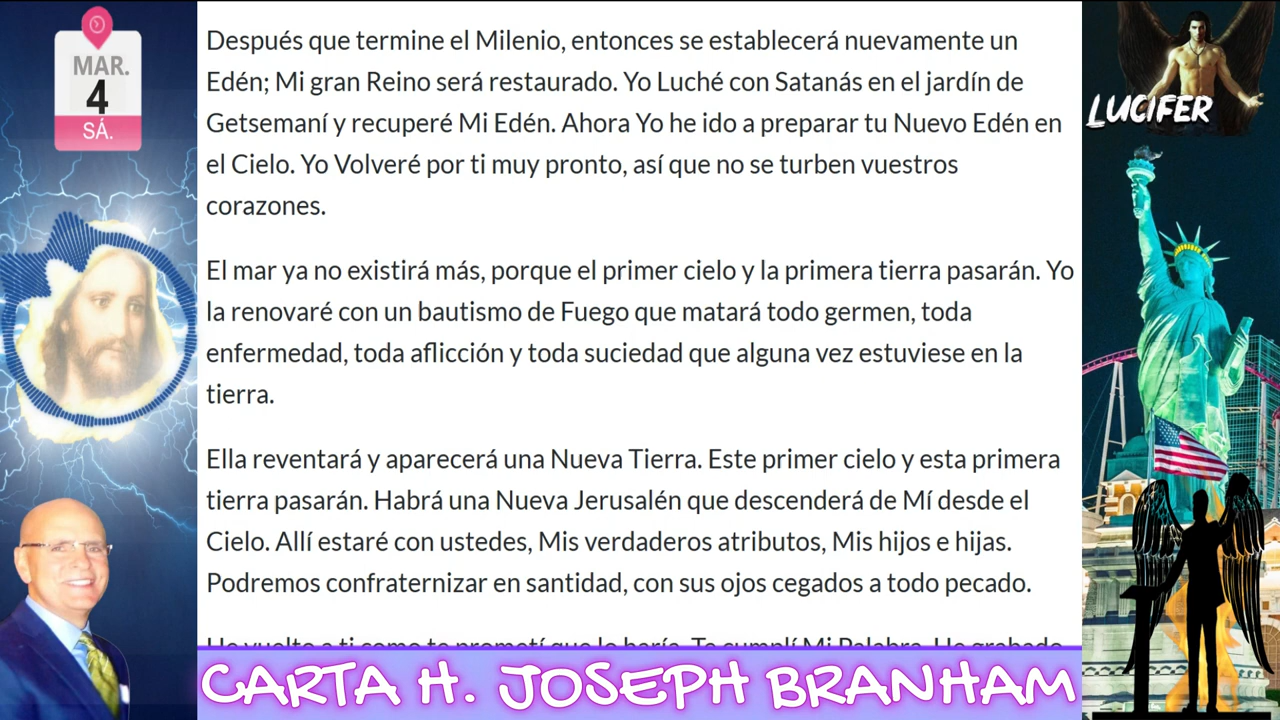 MAR.
4
SÁ.
Después que termine el Milenio, entonces se establecerá nuevamente un
Edén; Mi gran Reino será restaurado. Yo Luché con Satanás en el jardín de
Getsemaní y recuperé Mi Edén. Ahora Yo he ido a preparar tu Nuevo Edén en
el Cielo. Yo Volveré por ti muy pronto, así que no se turben vuestros
corazones.
El mar ya no existirá más, porque el primer cielo y la primera tierra pasarán. Yo
la renovaré con un bautismo de Fuego que matará todo germen, toda
enfermedad, toda aflicción y toda suciedad que alguna vez estuviese en la
tierra.
Ella reventará y aparecerá una Nueva Tierra. Este primer cielo y esta primera
tierra pasarán. Habrá una Nueva Jerusalén que descenderá de Mí desde el
Cielo. Allí estaré con ustedes, Mis verdaderos atributos, Mis hijos e hijas.
Podremos confraternizar en santidad, con sus ojos cegados a todo pecado.
CARTA H. JOSEPH BRANHAM
LUCIFER